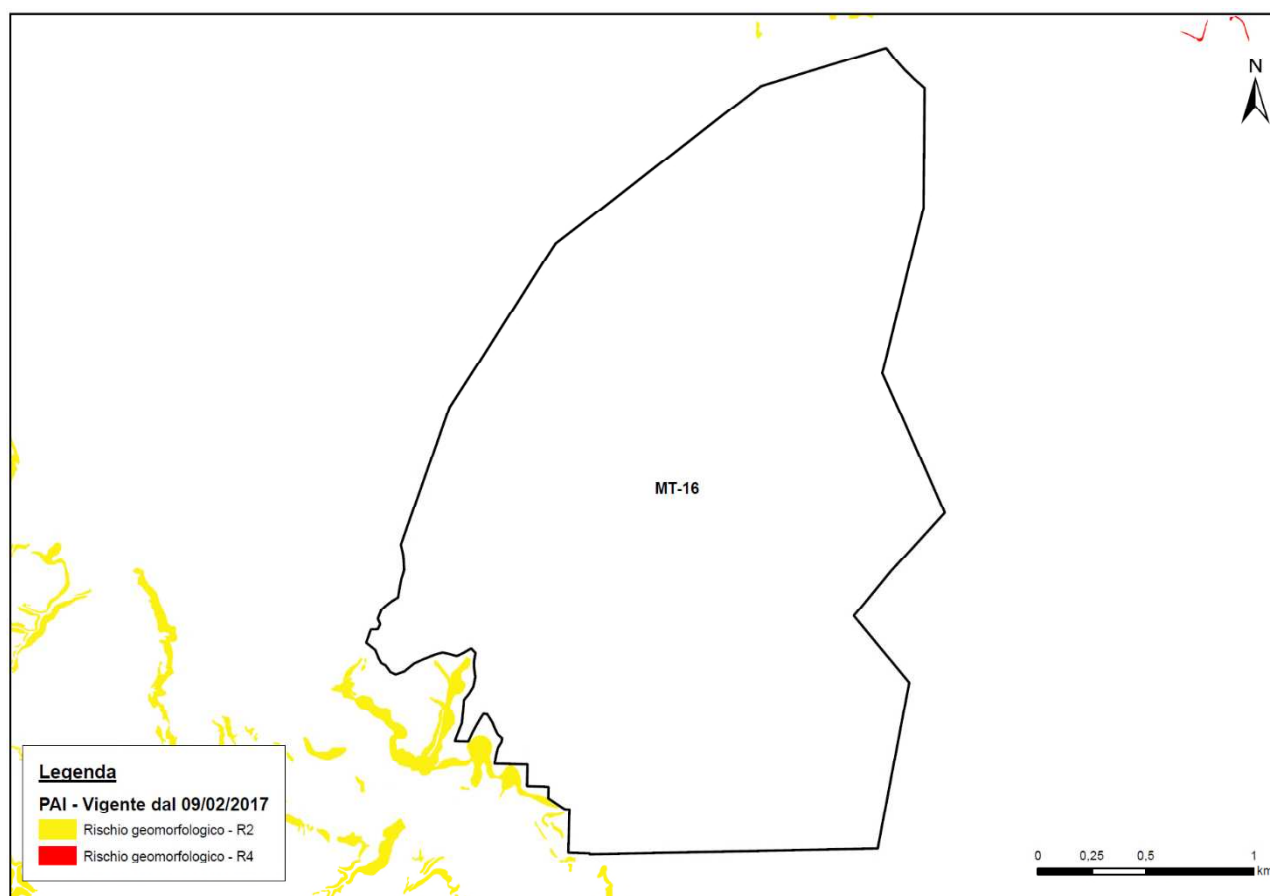 N
MT-16
Legenda
PAI - Vigente dal 09/02/2017
Rischio geomorfologico - R2
Rischio geomorfologico - R4
0 0,25 0,5 1
km